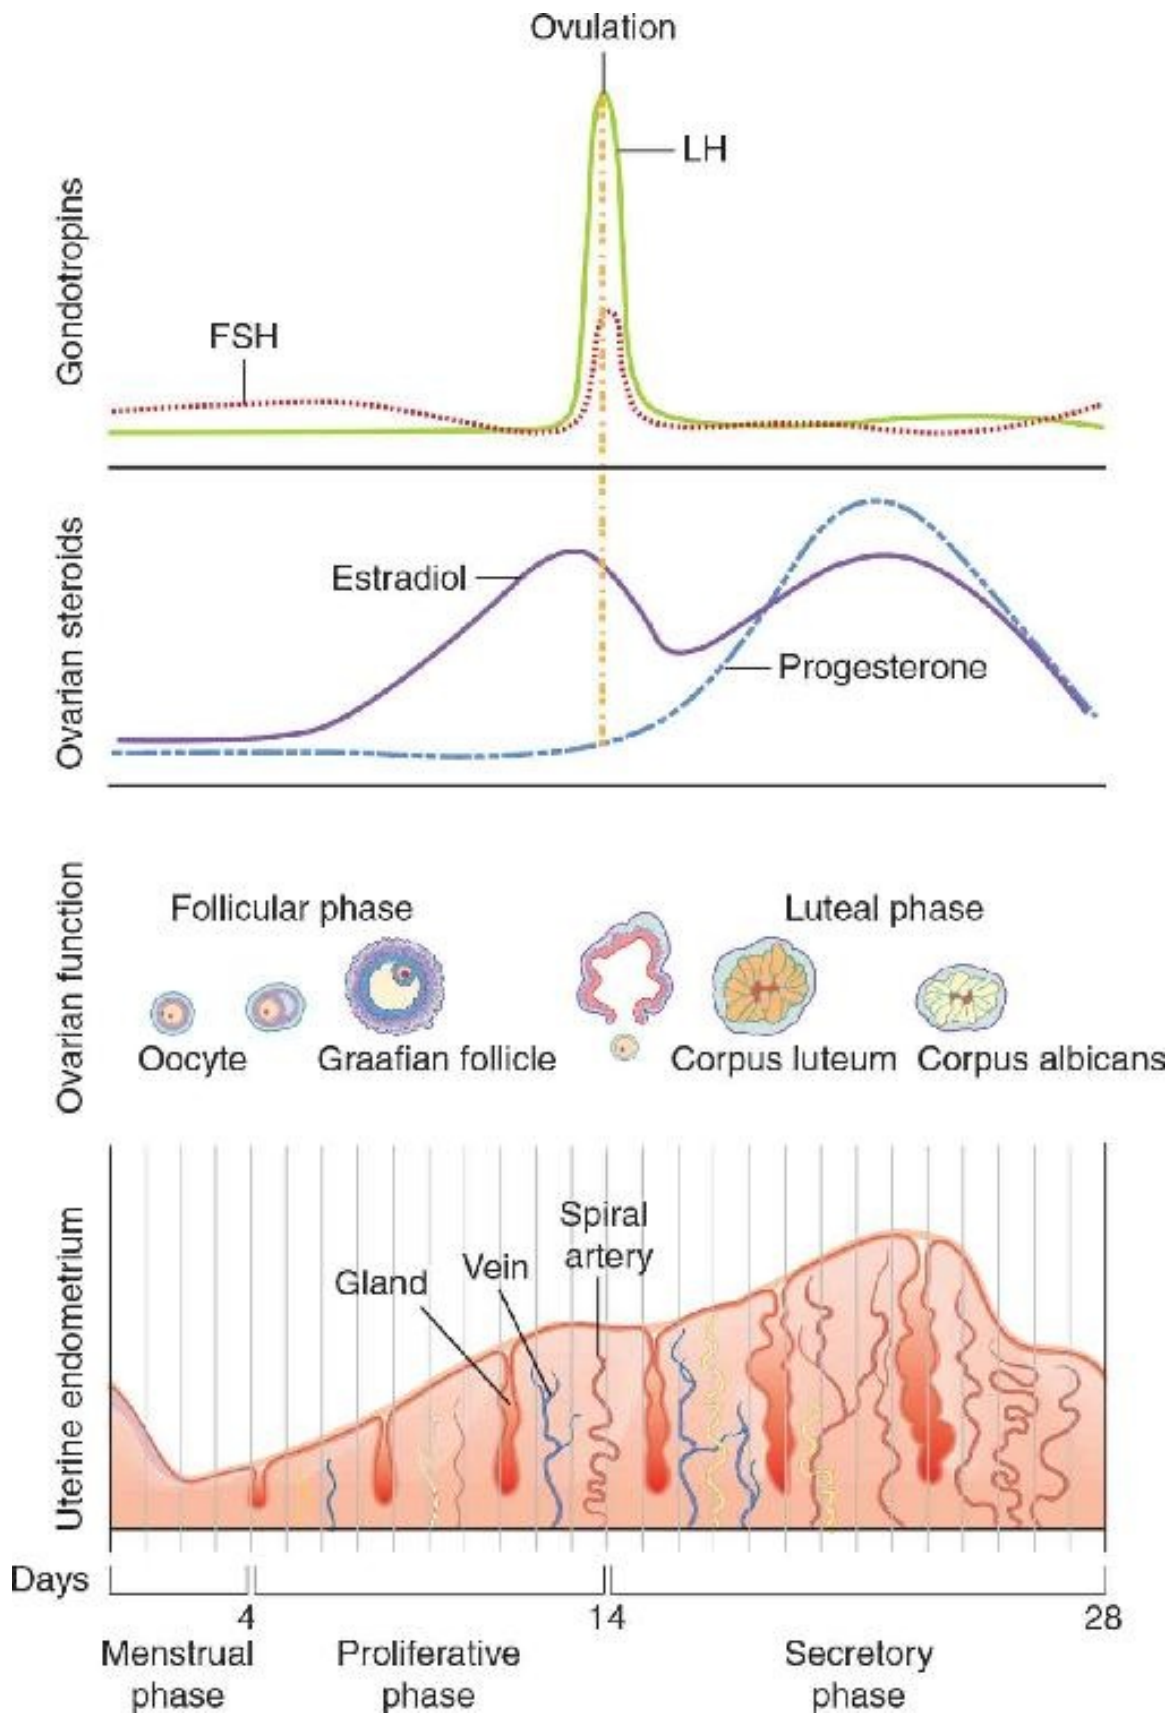 Ovulation
LH
Gondotropins
FSH
Ovarian steroids
Estradiol
Progesterone
Ovarian function
Follicular phase
Luteal phase
Oocyte
Graafian follicle
Corpus luteum
Corpus albicans
Uterine endometrium
Spiral
artery
Vein
Gland
Days
4
14
28
Menstrual
phase
Proliferative
phase
Secretory
phase